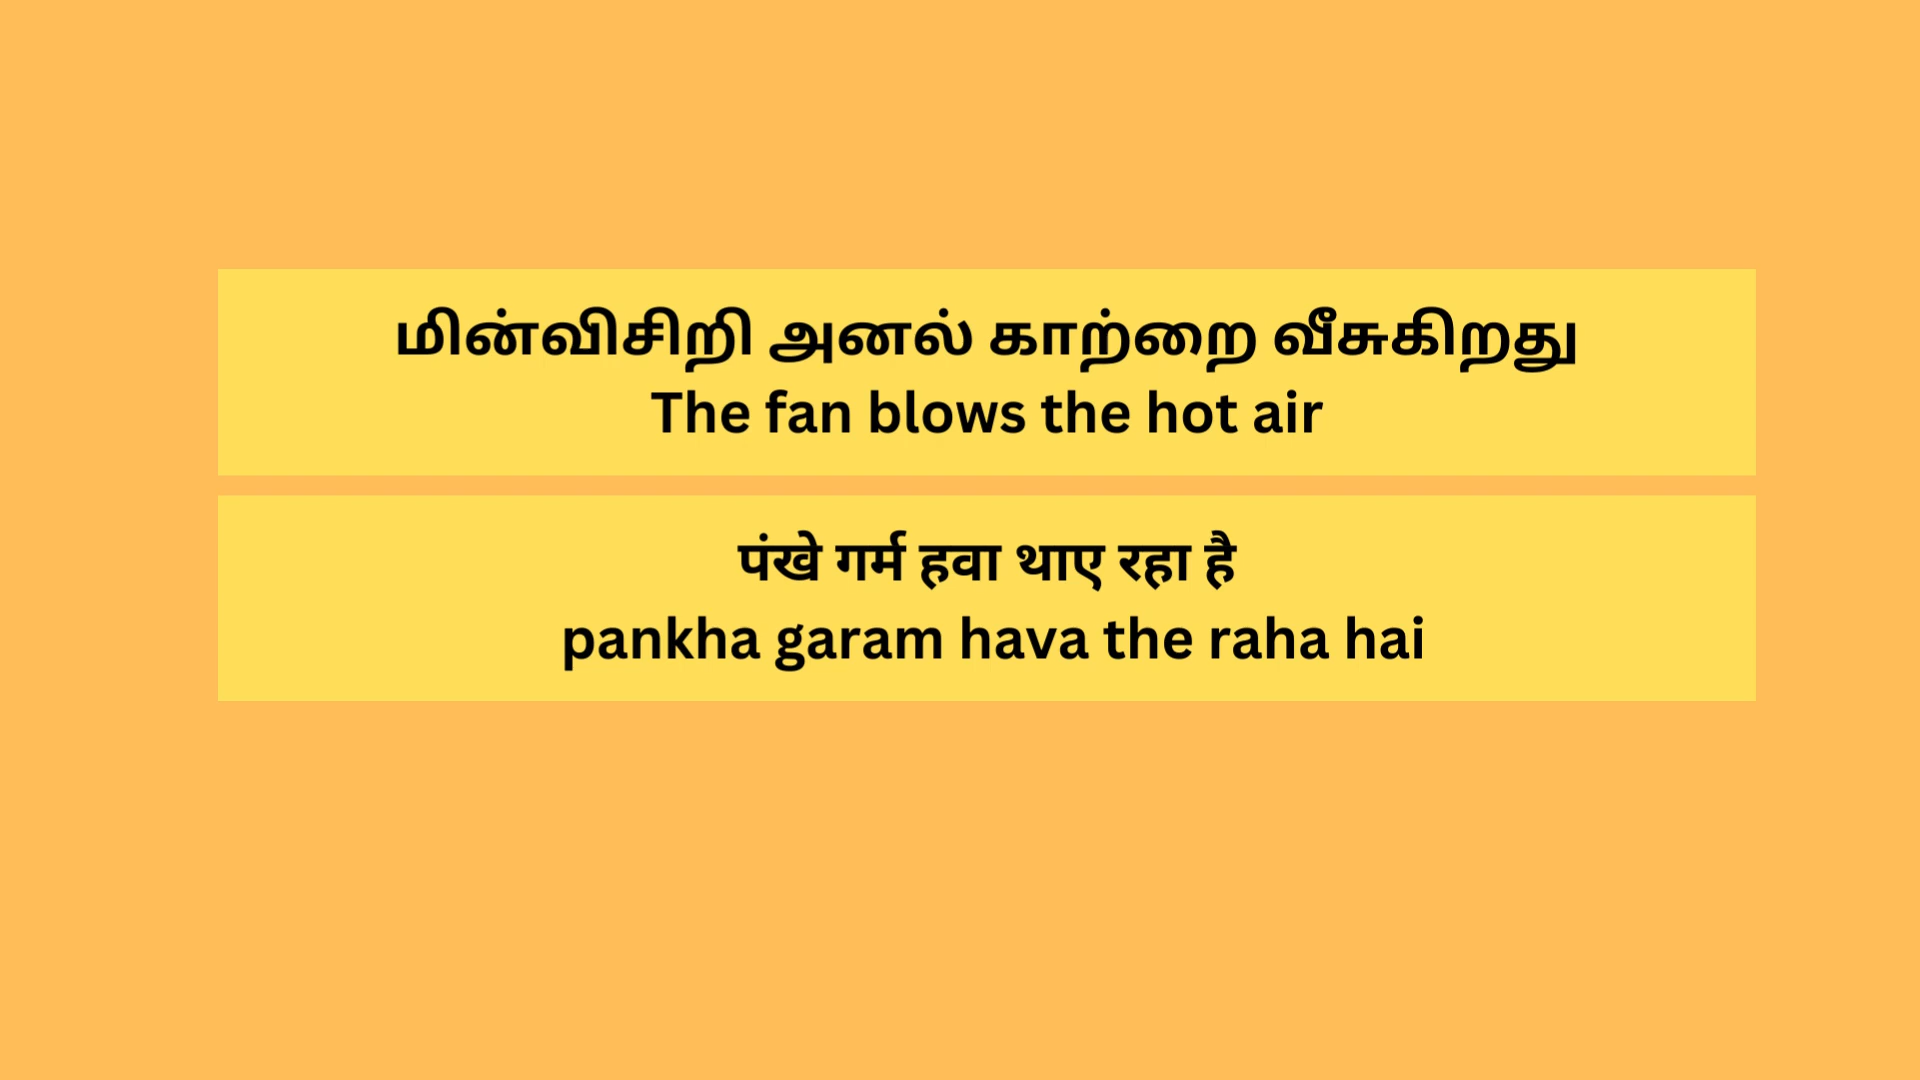 மின்விசிறி அனல் காற்றை வீசுகிறது
The fan blows the hot air
पंखे गर्म हवा थाए रहा है
pankha garam hava the raha hai